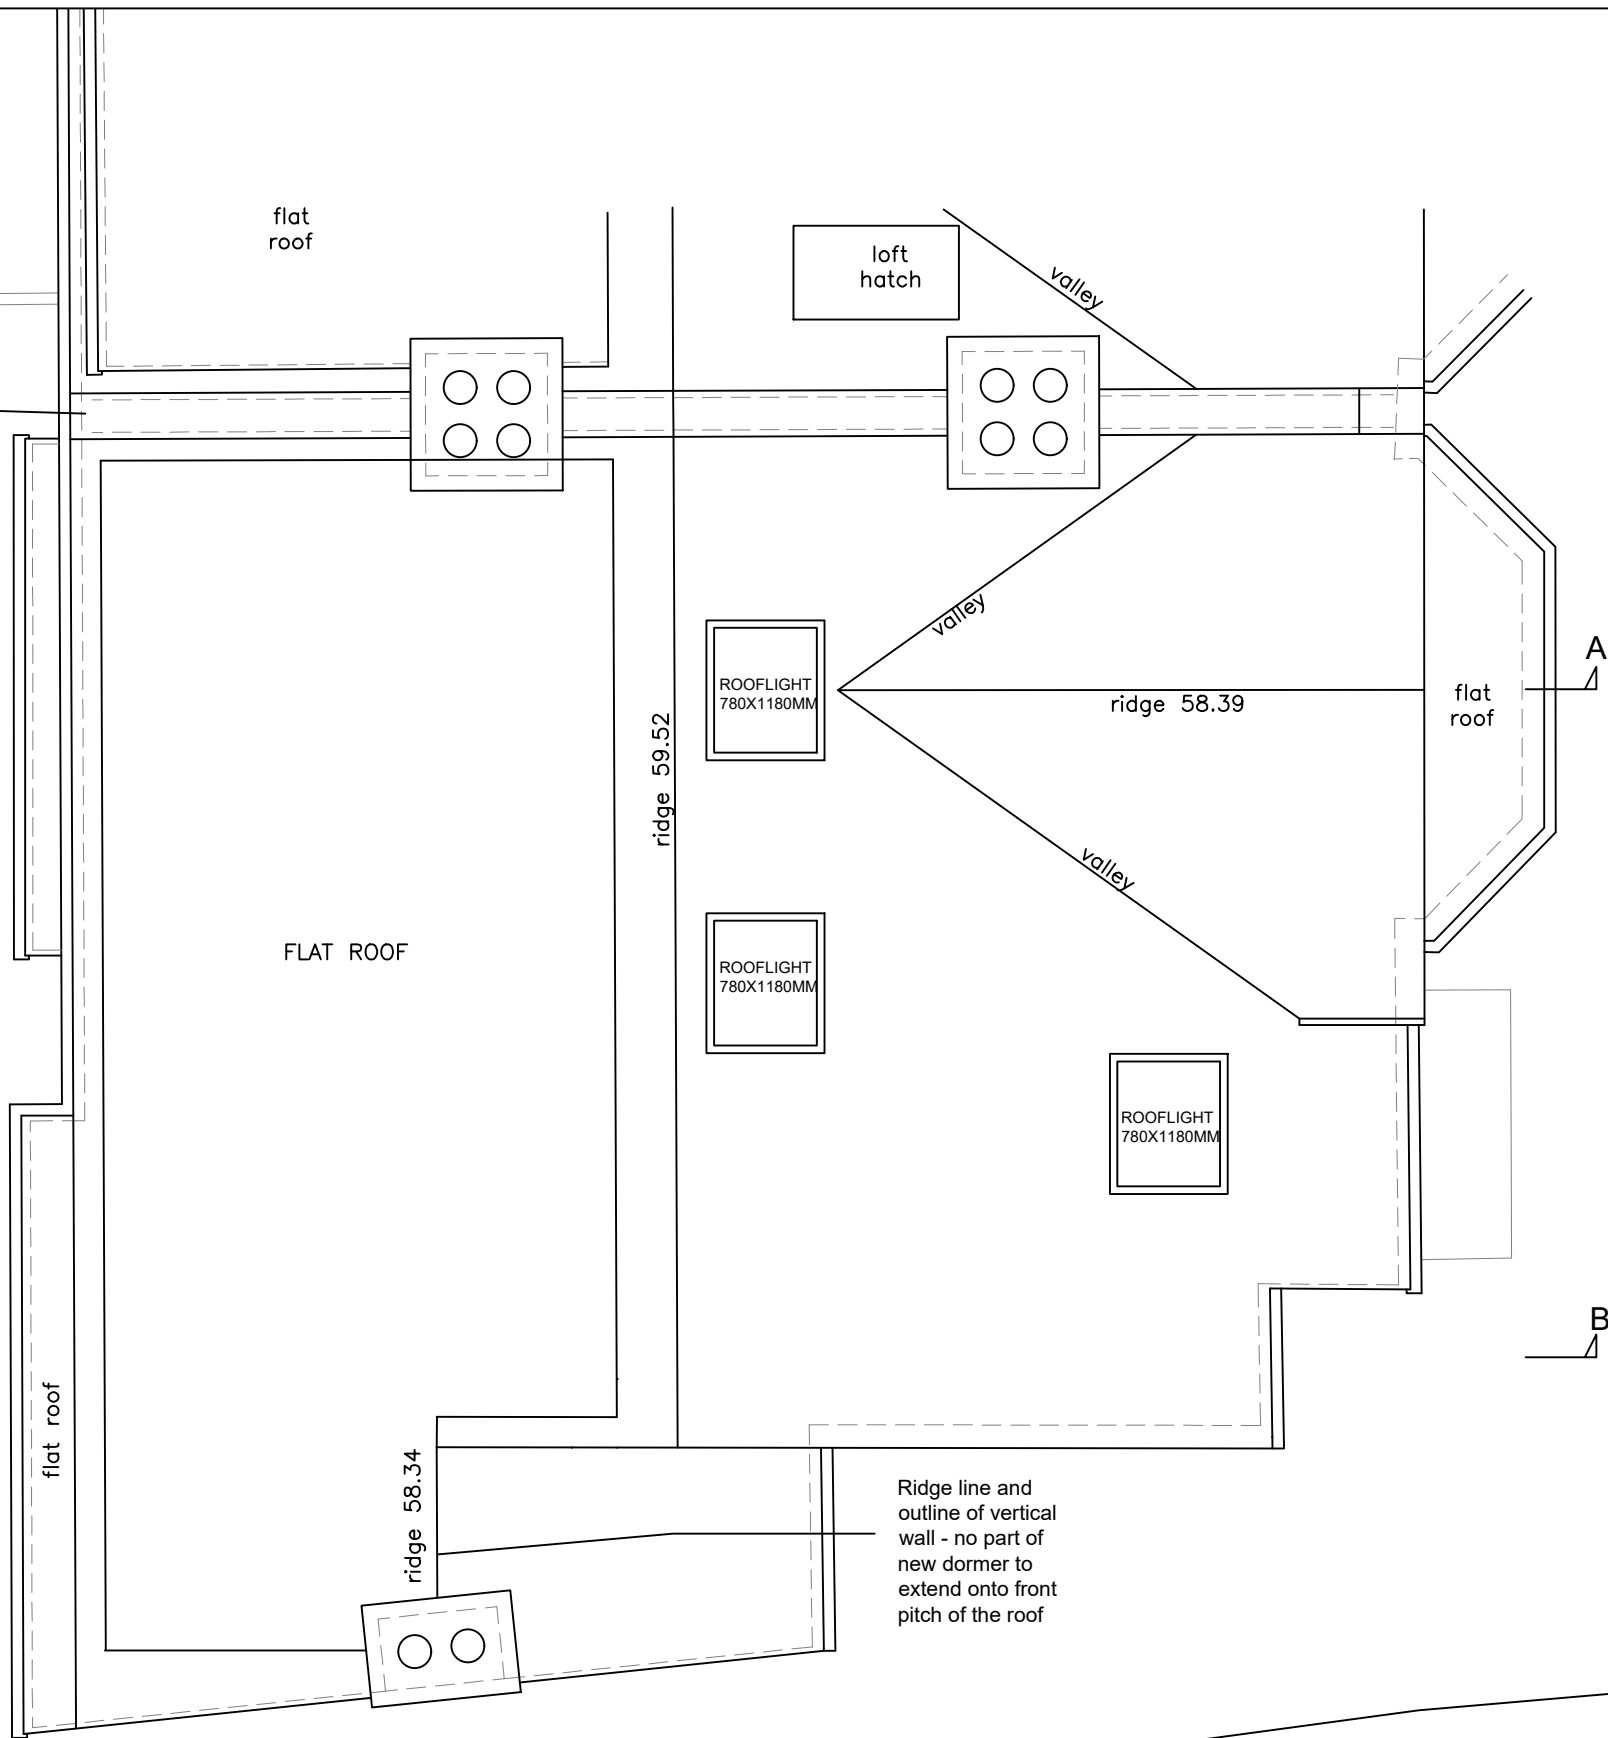 flat
roof
loft
hatch
valley
valley
A
ROOFLIGHT
780X1180MM
flat
roof
ridge 58.39
ridge 59.52
valley
FLAT ROOF
ROOFLIGHT
780X1180MM
ROOFLIGHT
780X1180MM
B
flat roof
ridge 58.34
Ridge line and
outline of vertical
wall - no part of
new dormer to
extend onto front
pitch of the roof